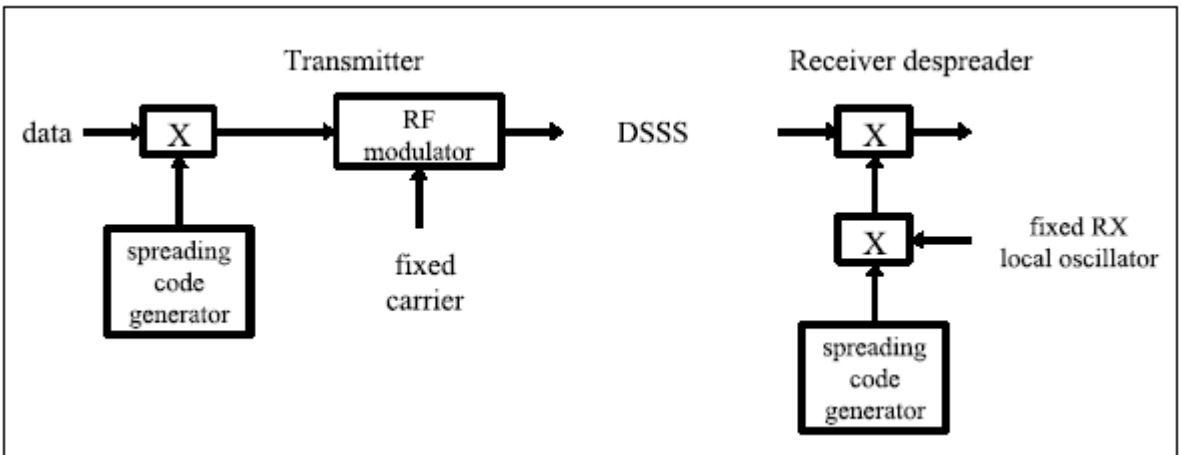 Transmitter
Receiver despreader
data
X
RF
modulator
DSSS
X
spreading
code
generator
fixed
carrier
X
fixed RX
local oscillator
spreading
code
generator